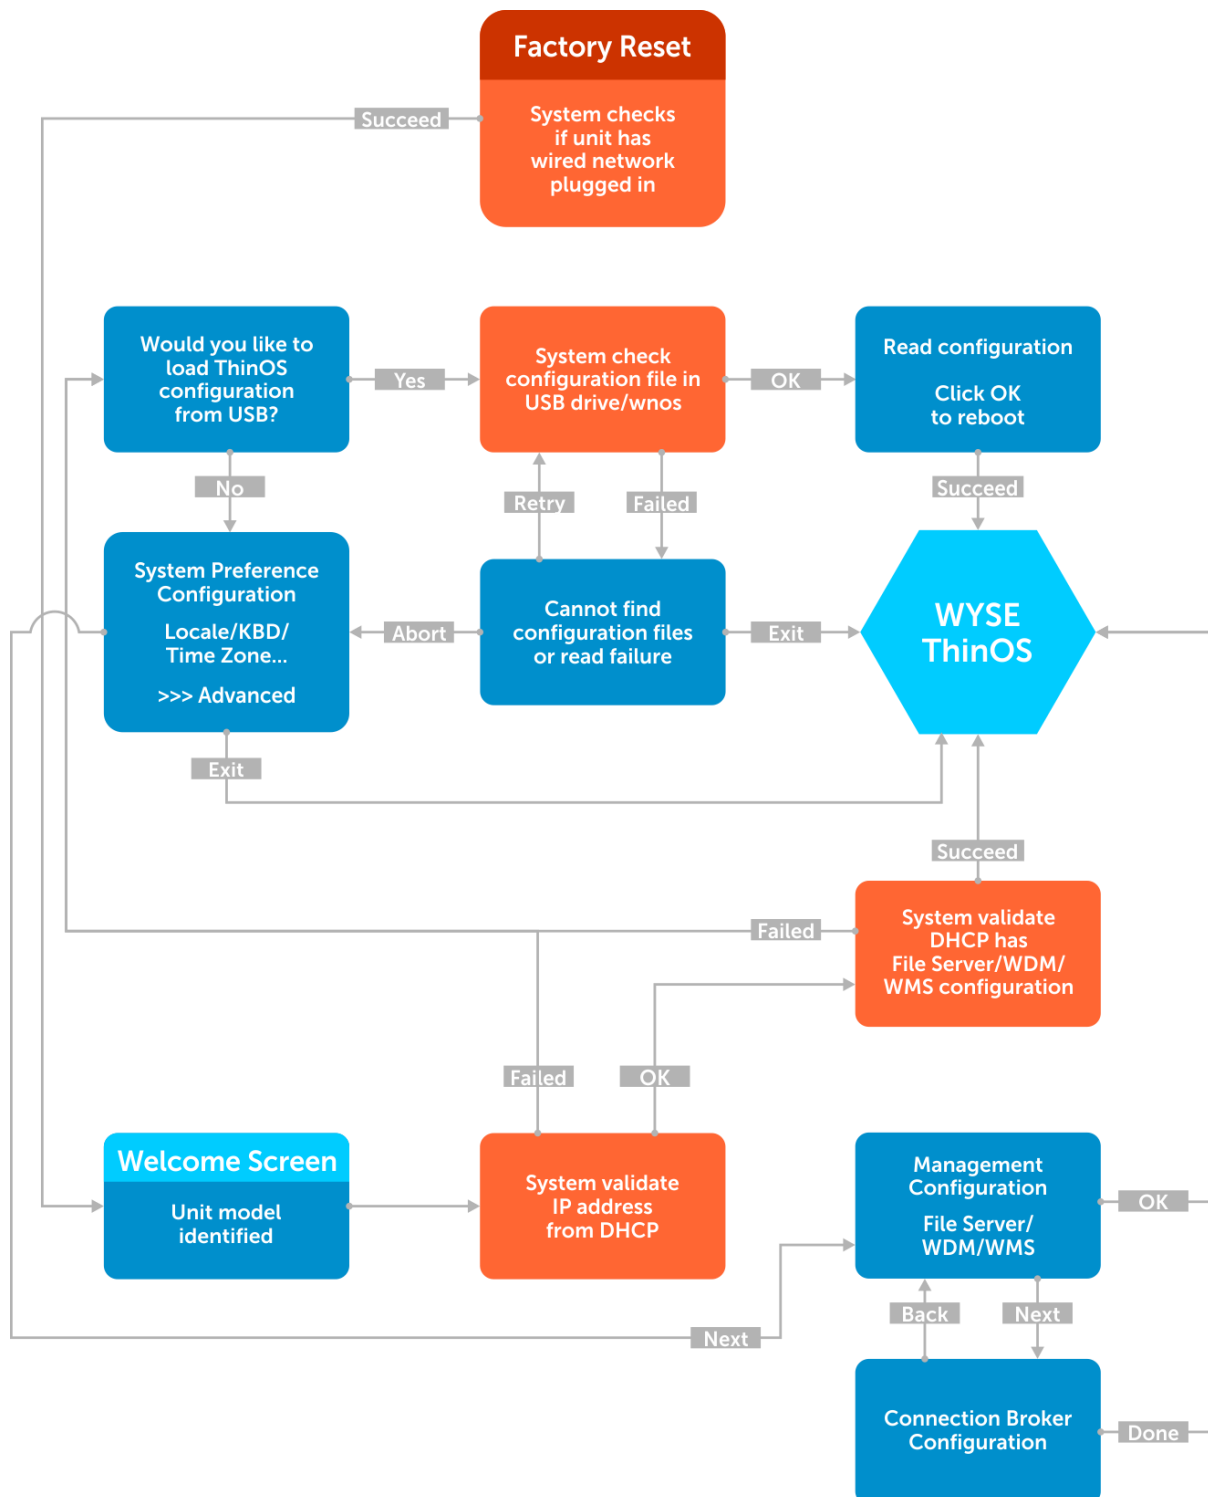 Factory Reset
System checks
if unit has
wired network
plugged in
Succeed
Would you like to
load ThinOS
configuration
from USB?
Yes
System check
configuration file in
USB drive/wnos
OK
Read configuration
Click OK
to reboot
No
Retry
Failed
Succeed
System Preference
Configuration
Locale/KBD/
Time Zone...
>>> Advanced
Abort
Cannot find
configuration files
or read failure
Exit
WYSE
ThinOS
Exit
Succeed
Failed
System validate
DHCP has
File Server/WDM/
WMS configuration
Failed
OK
Welcome Screen
Unit model
identified
System validate
IP address
from DHCP
Management
Configuration
File Server/
WDM/WMS
OK
Back
Next
Next
Connection Broker
Configuration
Done